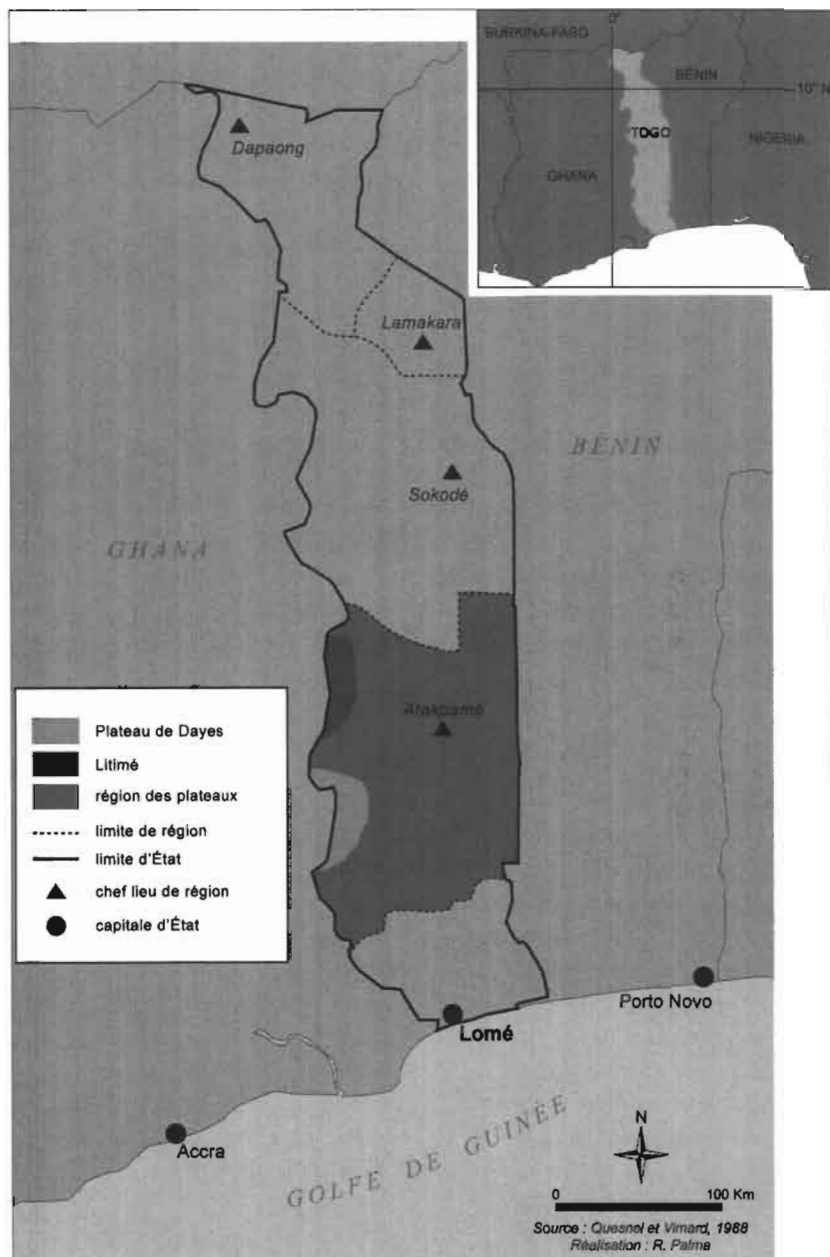 BURKINA-FASO
0°
BÉNIN
10° N
TOGO
NIGERIA
GHANA
Dapaong
Lamakara
BÉNIN
Sokodé
GHANA
Atakpamé
Plateau de Dayes
Litimé
région des plateaux
limite de région
limite d'État
chef lieu de région
capitale d'État
Porto Novo
Lomé
Accra
GOLFE DE GUINÉE
N
0 100 Km
Source : Quesnel et Vimard, 1988
Réalisation : R. Palma